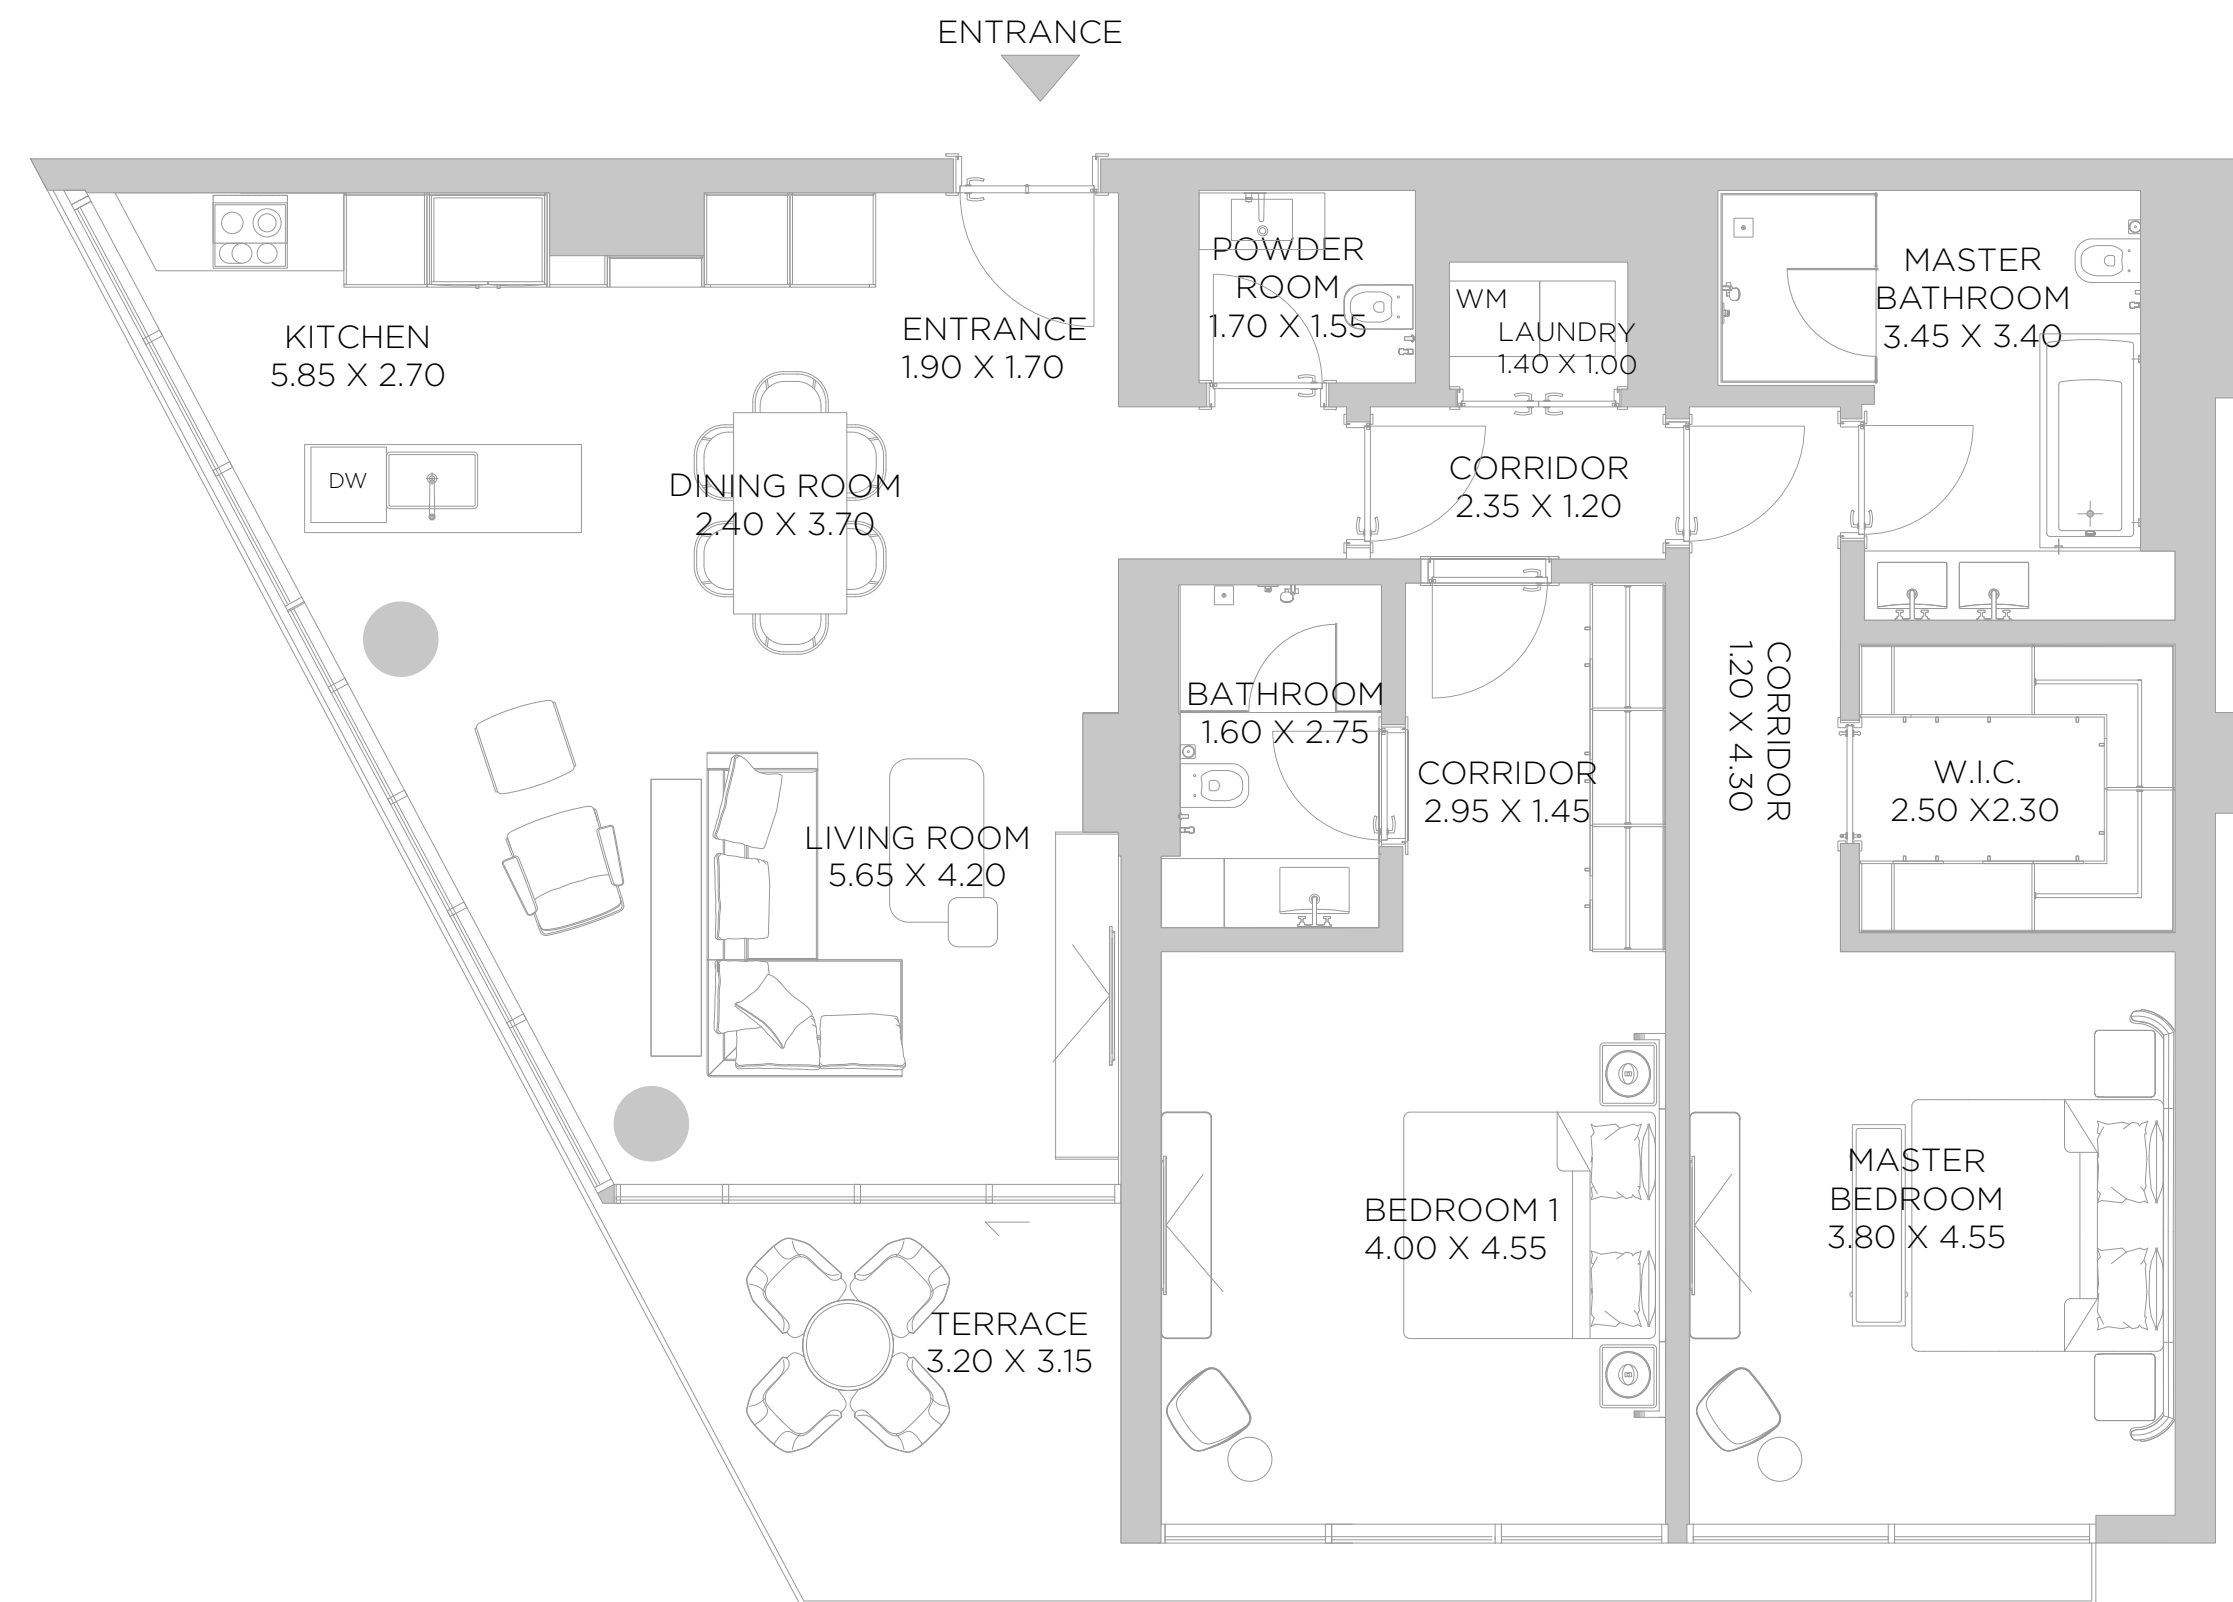 ENTRANCE
KITCHEN
5.85 X 2.70
ENTRANCE
1.90 X 1.70
POWDER
ROOM
1.70 X 1.55
WM
LAUNDRY
1.40 X 1.00
MASTER
BATHROOM
3.45 X 3.40
DW
DINING ROOM
2.40 X 3.70
CORRIDOR
2.35 X 1.20
BATHROOM
1.60 X 2.75
CORRIDOR
2.95 X 1.45
CORRIDOR
1.20 X 4.30
W.I.C.
2.50 X2.30
LIVING ROOM
5.65 X 4.20
BEDROOM 1
4.00 X 4.55
MASTER
BEDROOM
3.80 X 4.55
TERRACE
3.20 X 3.15